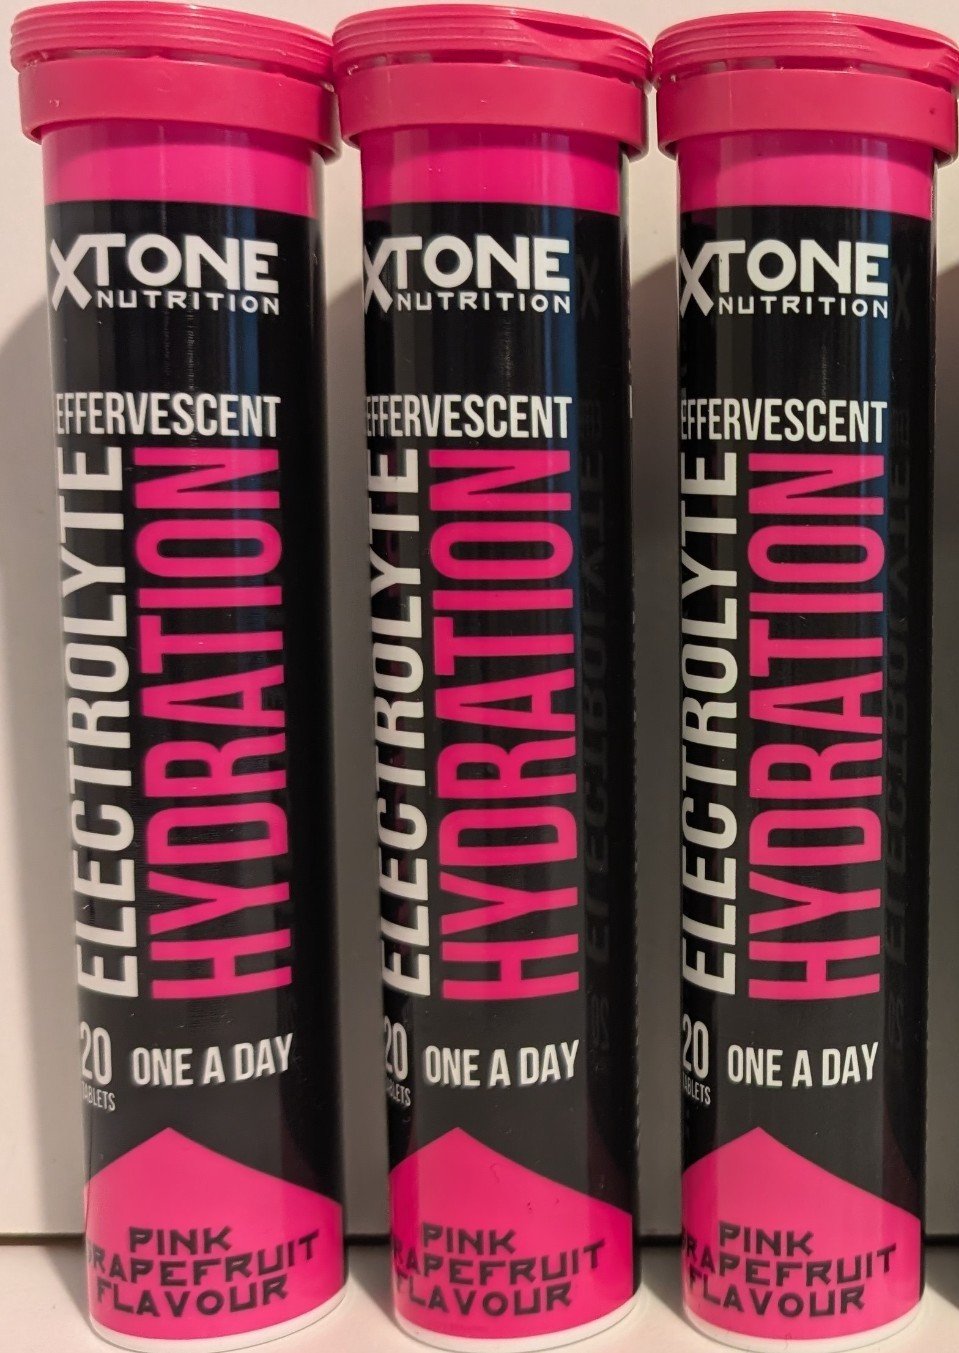 XTONE
NUTRITION
EFFERVESCENT
ELECTROLYTE
HYDRATION
20
TABLETS
ONE A DAY
PINK
GRAPEFRUIT
FLAVOUR
XTONE
NUTRITION
EFFERVESCENT
ELECTROLYTE
HYDRATION
20
TABLETS
ONE A DAY
PINK
GRAPEFRUIT
FLAVOUR
XTONE
NUTRITION
EFFERVESCENT
ELECTROLYTE
HYDRATION
20
TABLETS
ONE A DAY
PINK
GRAPEFRUIT
FLAVOUR